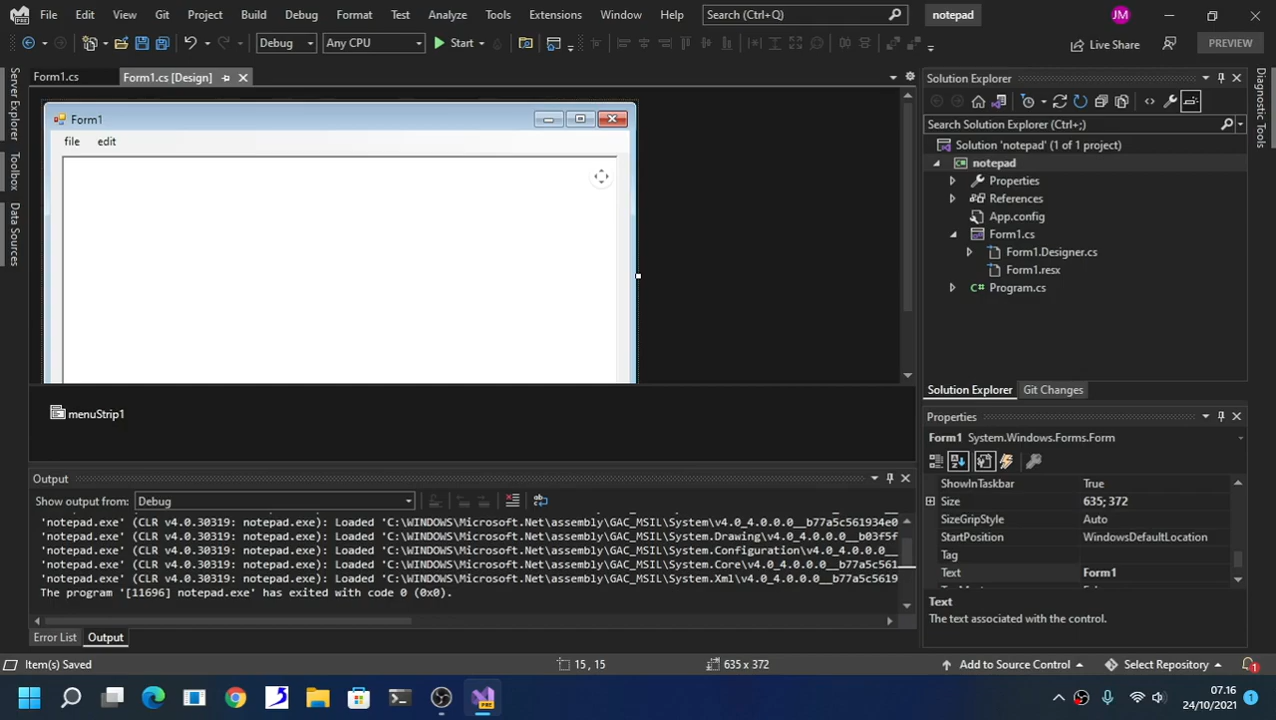 File Edit View Git Project Build Debug Format Test Analyze Tools Extensions Window Help Search (Ctrl+Q) notepad JM
Debug Any CPU Start Live Share PREVIEW
Form1.cs Form1.cs [Design]
Server Explorer
Toolbox
Data Sources
Form1
file edit
menuStrip1
Output
Show output from: Debug
'notepad.exe' (CLR v4.0.30319: notepad.exe): Loaded 'C:\WINDOWS\Microsoft.Net\assembly\GAC_MSIL\System\v4.0_4.0.0.0__b77a5c561934e0
'notepad.exe' (CLR v4.0.30319: notepad.exe): Loaded 'C:\WINDOWS\Microsoft.Net\assembly\GAC_MSIL\System.Drawing\v4.0_4.0.0.0__b03f5f
'notepad.exe' (CLR v4.0.30319: notepad.exe): Loaded 'C:\WINDOWS\Microsoft.Net\assembly\GAC_MSIL\System.Configuration\v4.0_4.0.0.0__
'notepad.exe' (CLR v4.0.30319: notepad.exe): Loaded 'C:\WINDOWS\Microsoft.Net\assembly\GAC_MSIL\System.Core\v4.0_4.0.0.0__b77a5c561
'notepad.exe' (CLR v4.0.30319: notepad.exe): Loaded 'C:\WINDOWS\Microsoft.Net\assembly\GAC_MSIL\System.Xml\v4.0_4.0.0.0__b77a5c5619
The program '[11696] notepad.exe' has exited with code 0 (0x0).
Error List Output
Solution Explorer
Search Solution Explorer (Ctrl+;)
Solution 'notepad' (1 of 1 project)
notepad
Properties
References
App.config
Form1.cs
Form1.Designer.cs
Form1.resx
Program.cs
Solution Explorer Git Changes
Properties
Form1 System.Windows.Forms.Form
ShowInTaskbar True
Size 635; 372
SizeGripStyle Auto
StartPosition WindowsDefaultLocation
Tag
Text Form1
Text
The text associated with the control.
Diagnostic Tools
Item(s) Saved 15 , 15 635 x 372 Add to Source Control Select Repository 1
PRE 07.16
24/10/2021 1